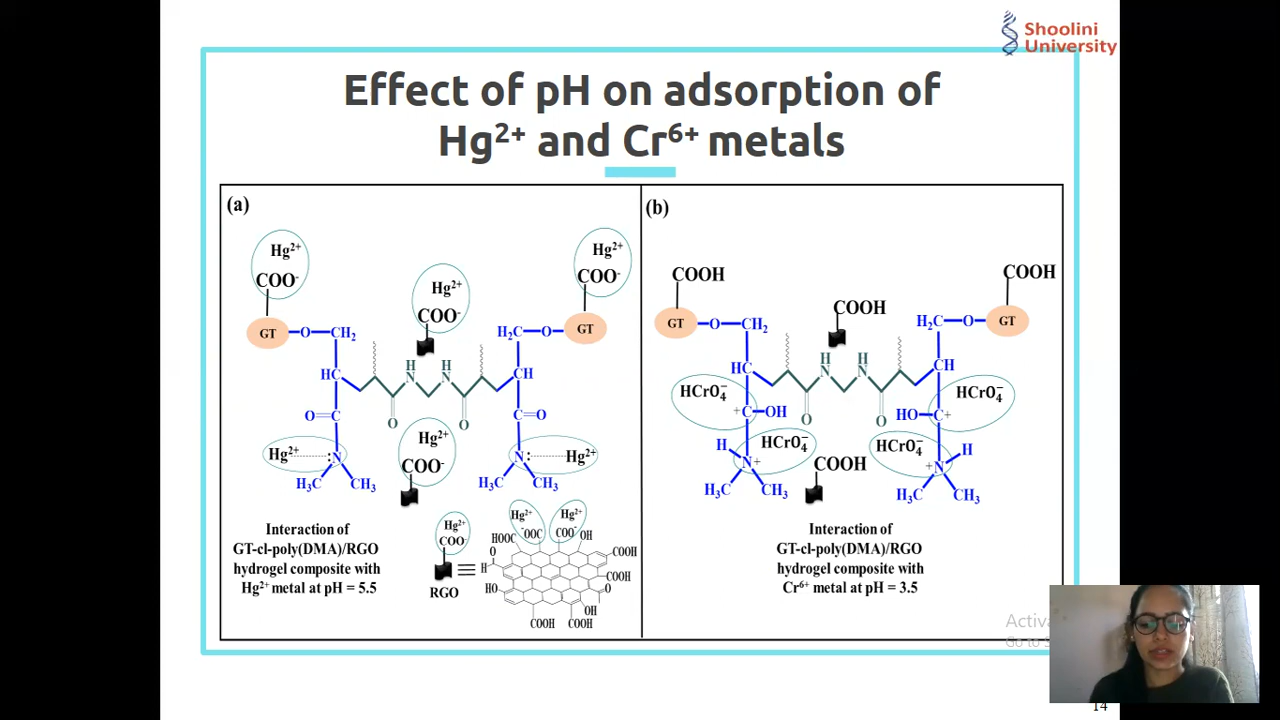 Shoolini
University
Effect of pH on adsorption of
Hg²⁺ and Cr⁶⁺ metals
(a)
Hg²⁺
COO⁻
GT
O
CH₂
HC
O=C
Hg²⁺
:N
H₃C
CH₃
Hg²⁺
COO⁻
H
N
H
N
O
O
Hg²⁺
COO⁻
Hg²⁺
COO⁻
GT
H₂C
O
CH
C=O
N:
Hg²⁺
H₃C
CH₃
Interaction of
GT-cl-poly(DMA)/RGO
hydrogel composite with
Hg²⁺ metal at pH = 5.5
Hg²⁺
COO⁻
RGO
Hg²⁺
Hg²⁺
HOOC
⁻OOC
COO⁻
OH
COOH
O
H
COOH
HO
O
OH
COOH
COOH
(b)
COOH
GT
O
CH₂
HC
HCrO₄⁻
⁺C
OH
H
HCrO₄⁻
N⁺
H₃C
CH₃
COOH
H
N
H
N
O
O
COOH
COOH
GT
H₂C
O
CH
HCrO₄⁻
HO
C⁺
HCrO₄⁻
H
⁺N
H₃C
CH₃
Interaction of
GT-cl-poly(DMA)/RGO
hydrogel composite with
Cr⁶⁺ metal at pH = 3.5
Go to S
14